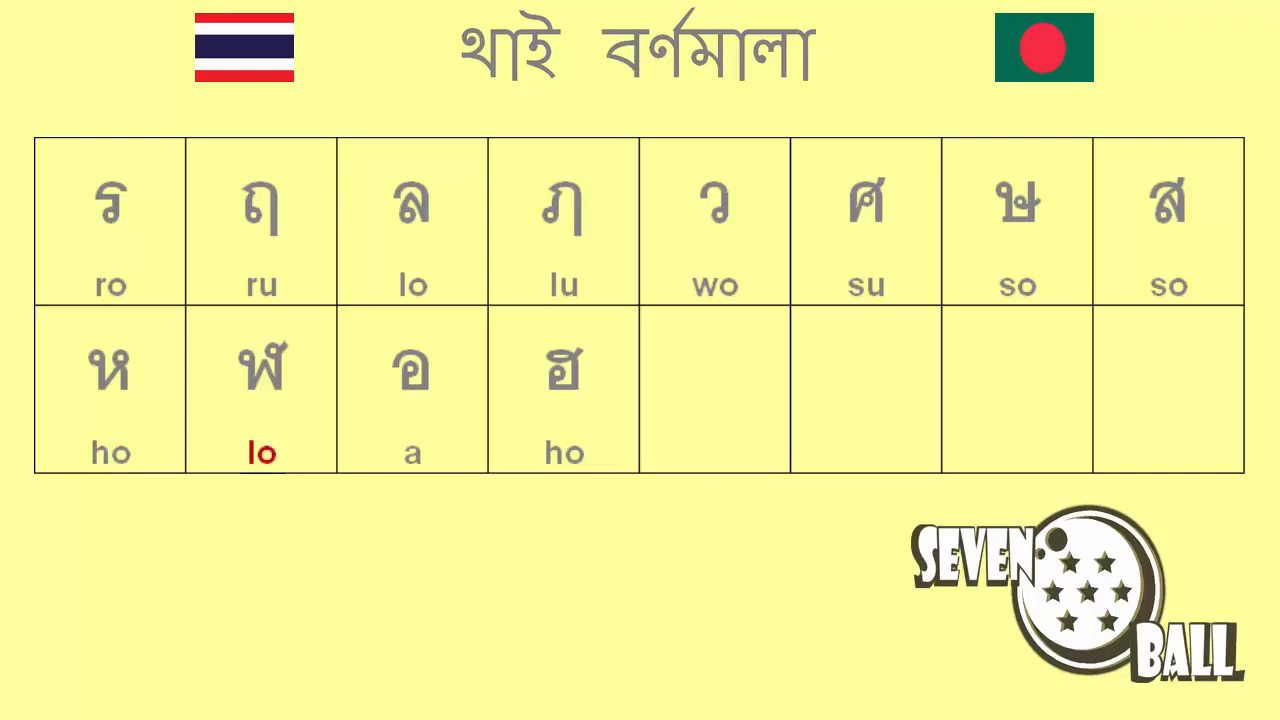 থাই বর্ণমালা
ร ฤ ล ฦ ว ศ ษ ส
ro ru lo lu wo su so so
ห ฬ อ ฮ
ho lo a ho
SEVEN
BALL